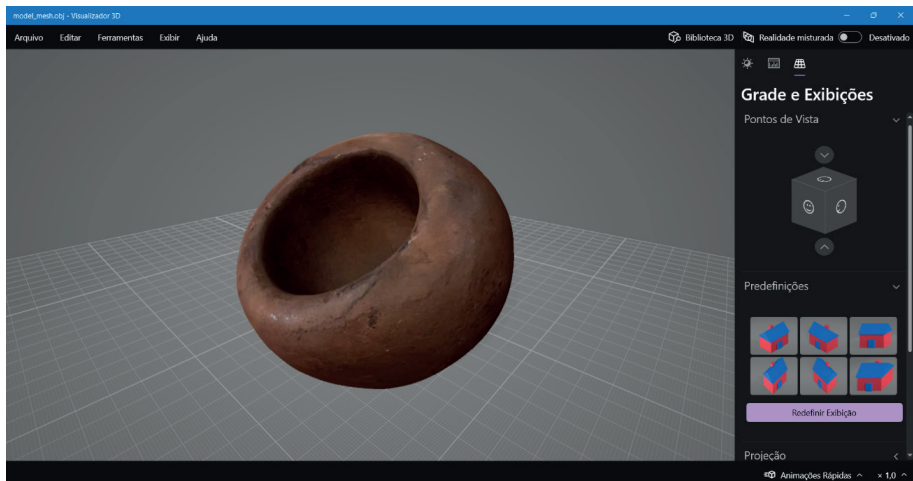 model_mesh.obj - Visualizador 3D
Arquivo Editar Ferramentas Exibir Ajuda Biblioteca 3D Realidade misturada Desativado
Grade e Exibições
Pontos de Vista
Predefinições
Redefinir Exibição
Projeção
Animações Rápidas × 1,0